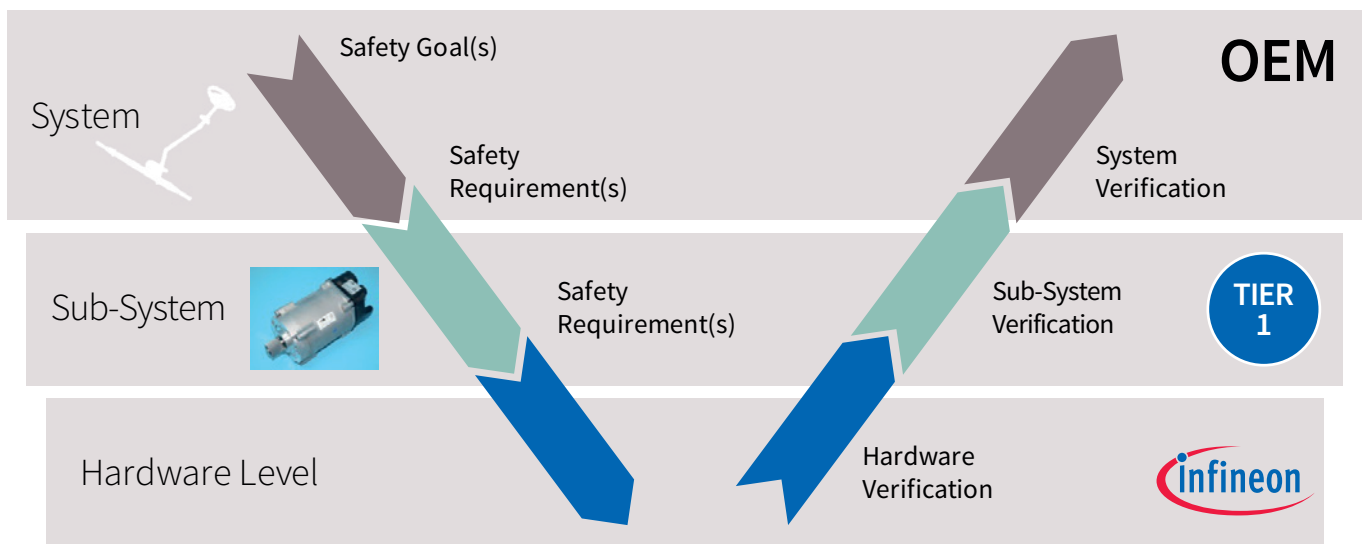 Safety Goal(s)
OEM
System
Safety
Requirement(s)
System
Verification
Sub-System
Safety
Requirement(s)
Sub-System
Verification
TIER
1
Hardware Level
Hardware
Verification
infineon